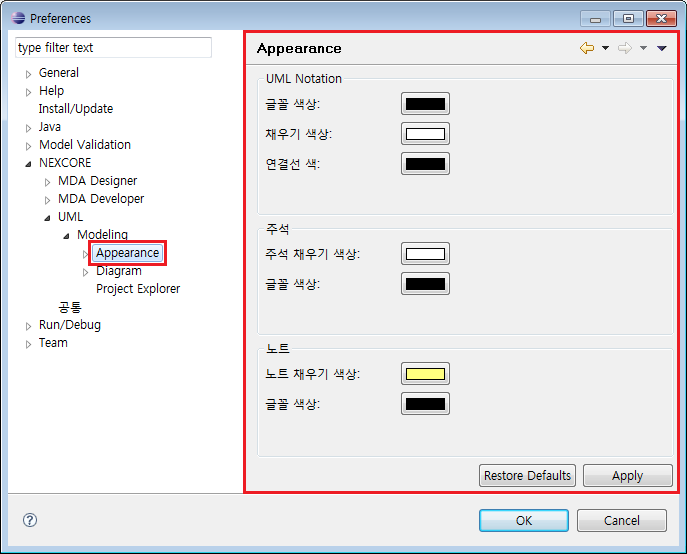 Preferences
type filter text
General
Help
Install/Update
Java
Model Validation
NEXCORE
MDA Designer
MDA Developer
UML
Modeling
Appearance
Diagram
Project Explorer
공통
Run/Debug
Team
Appearance
UML Notation
글꼴 색상:
채우기 색상:
연결선 색:
주석
주석 채우기 색상:
글꼴 색상:
노트
노트 채우기 색상:
글꼴 색상:
Restore Defaults
Apply
?
OK
Cancel